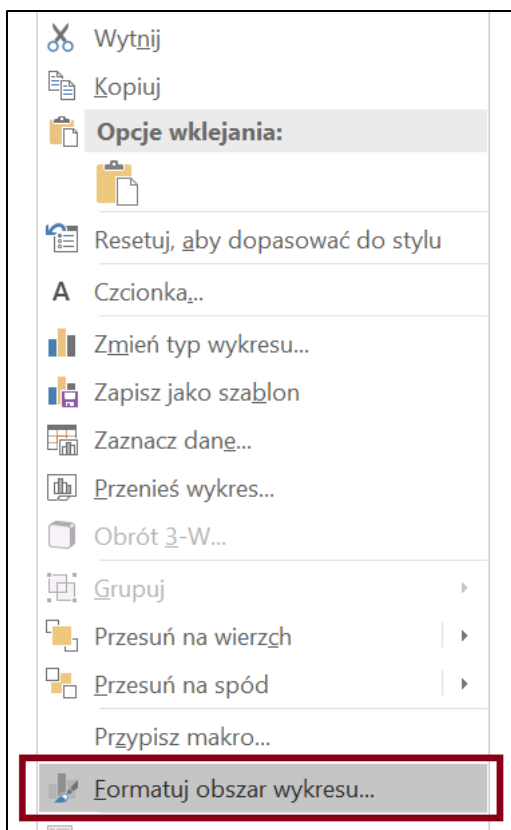 Wytnij
Kopiuj
Opcje wklejania:
Resetuj, aby dopasować do stylu
A Czcionka...
Zmień typ wykresu...
Zapisz jako szablon
Zaznacz dane...
Przenieś wykres...
Obrót 3-W...
Grupuj
Przesuń na wierzch
Przesuń na spód
Przypisz makro...
Formatuj obszar wykresu...